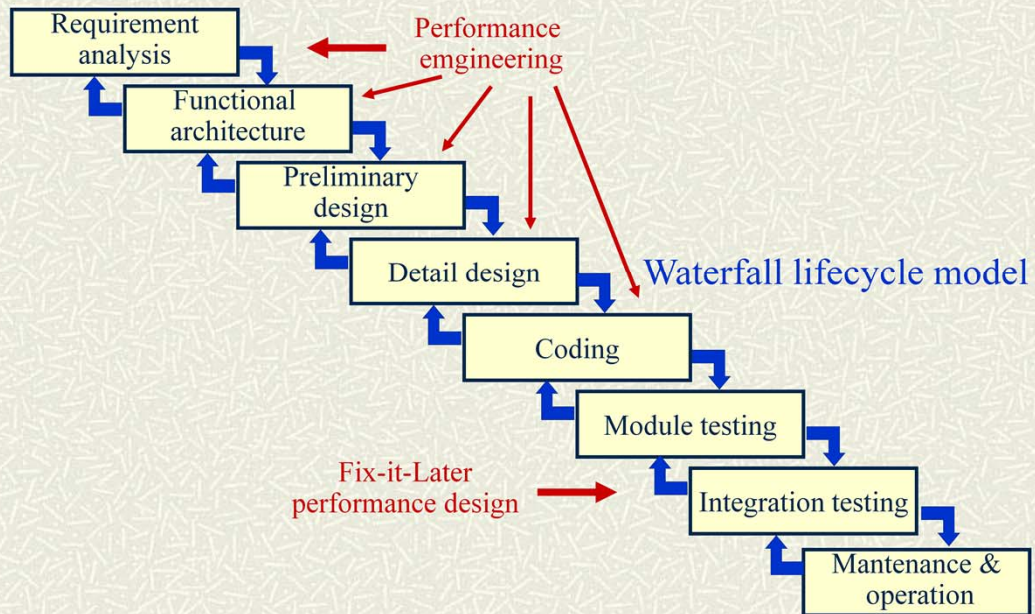 Requirement
analysis
Performance
emgineering
Functional
architecture
Preliminary
design
Detail design
Waterfall lifecycle model
Coding
Module testing
Fix-it-Later
performance design
Integration testing
Mantenance &
operation